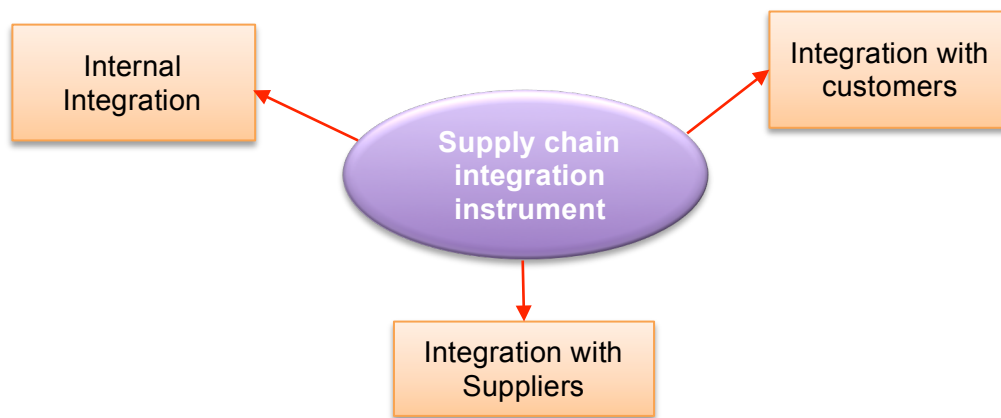 Internal
Integration
Integration with
customers
Supply chain
integration
instrument
Integration with
Suppliers